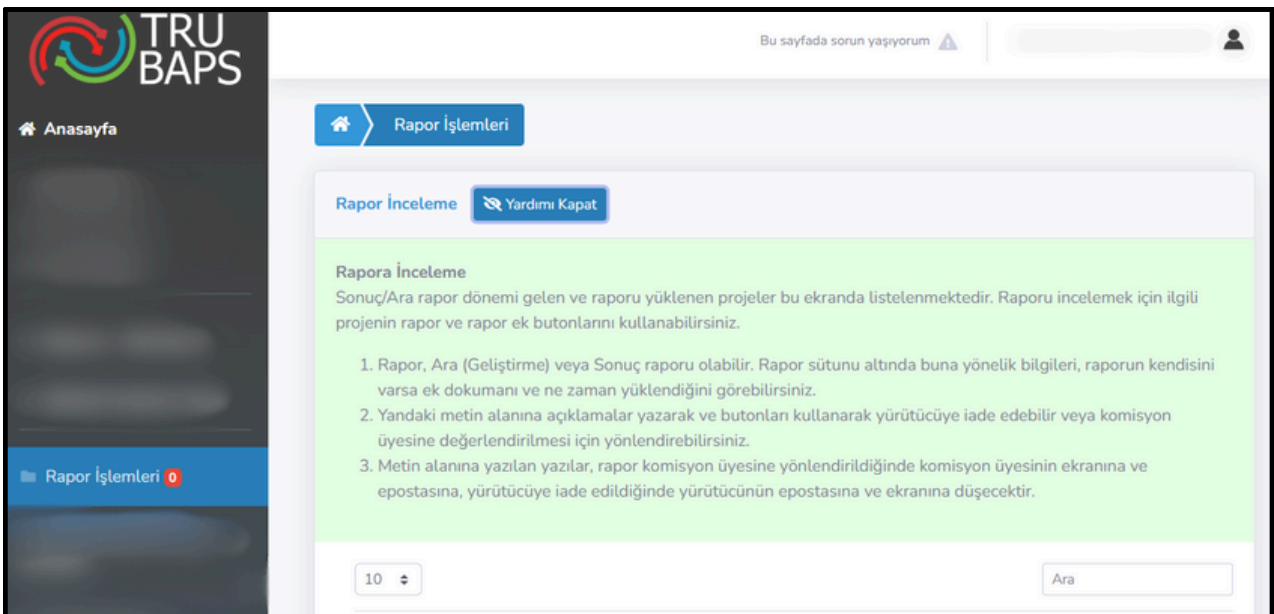 TRU
BAPS
Bu sayfada sorun yaşıyorum
Anasayfa
Rapor İşlemleri
Rapor İnceleme
Yardımı Kapat
Rapora İnceleme
Sonuç/Ara rapor dönemi gelen ve raporu yüklenen projeler bu ekranda listelenmektedir. Raporu incelemek için ilgili
projenin rapor ve rapor ek butonlarını kullanabilirsiniz.
1. Rapor, Ara (Geliştirme) veya Sonuç raporu olabilir. Rapor sütunu altında buna yönelik bilgileri, raporun kendisini
varsa ek dokumanı ve ne zaman yüklendiğini görebilirsiniz.
2. Yandaki metin alanına açıklamalar yazarak ve butonları kullanarak yürütücüye iade edebilir veya komisyon
üyesine değerlendirilmesi için yönlendirebilirsiniz.
3. Metin alanına yazılan yazılar, rapor komisyon üyesine yönlendirildiğinde komisyon üyesinin ekranına ve
epostasına, yürütücüye iade edildiğinde yürütücünün epostasına ve ekranına düşecektir.
Rapor İşlemleri 0
10
Ara